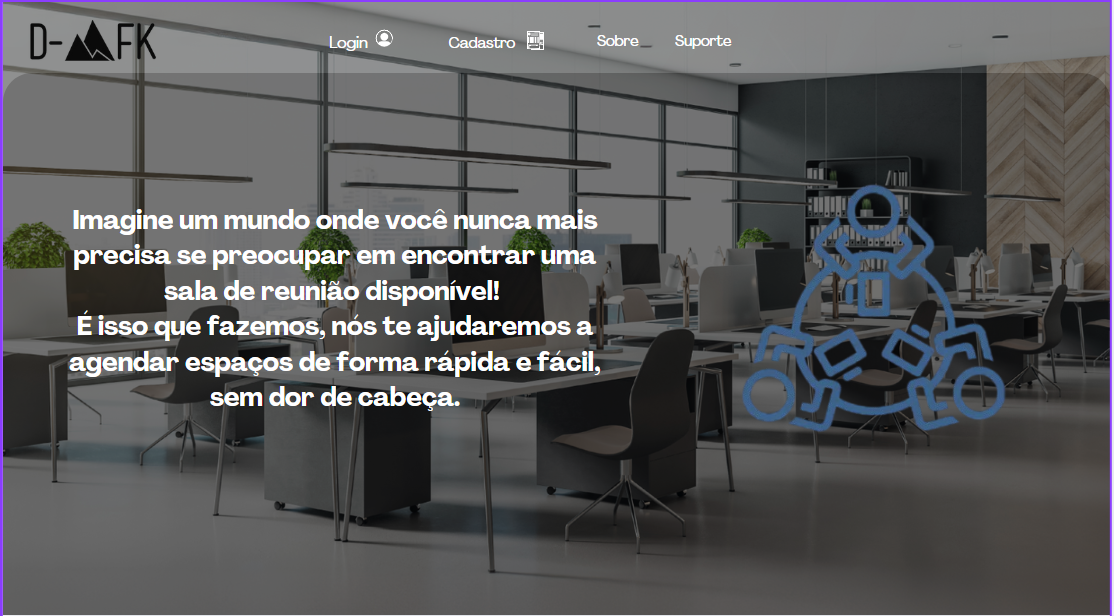 D-FK
Login
Cadastro
Sobre
Suporte
Imagine um mundo onde você nunca mais
precisa se preocupar em encontrar uma
sala de reunião disponível!
É isso que fazemos, nós te ajudaremos a
agendar espaços de forma rápida e fácil,
sem dor de cabeça.